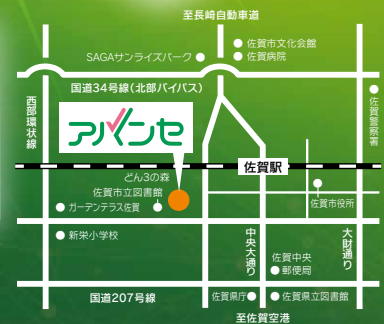 至長崎自動車道
SAGAサンライズパーク
佐賀市文化会館
佐賀病院
国道34号線(北部バイパス)
西部環状線
佐賀警察署
アバンセ
佐賀駅
どん3の森
佐賀市立図書館
ガーデンテラス佐賀
佐賀市役所
新栄小学校
中央大通り
大財通り
佐賀中央
郵便局
国道207号線
佐賀県庁
佐賀県立図書館
至佐賀空港